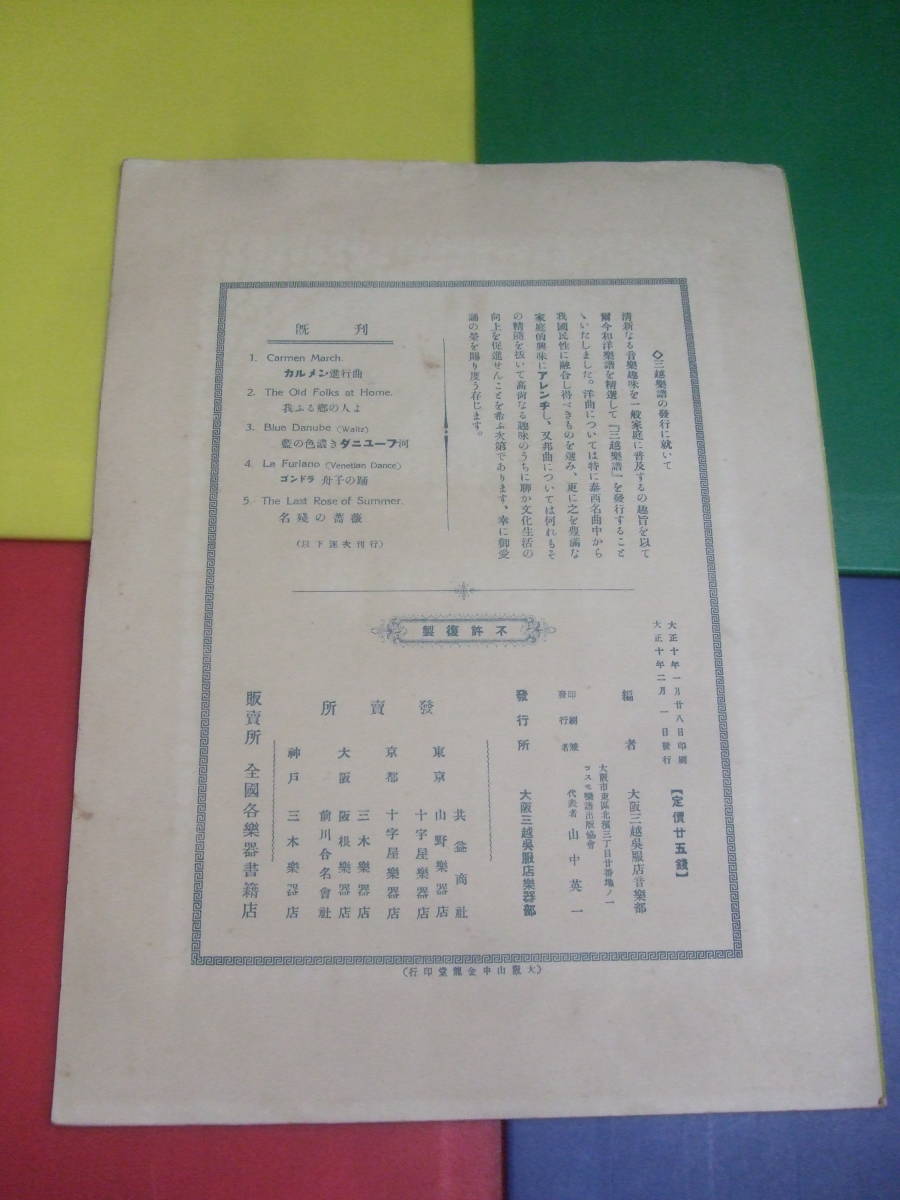 ◇三越樂譜の發行に就いて
清新なる音樂趣味を一般家庭に普及するの趣旨を以て
爾今和洋樂譜を精選して『三越樂譜』を發行すること
ゝいたしました。洋曲については特に泰西名曲中から
我國民性に融合し得べきものを選み、更に之を豊滿な
家庭的興味にアレンヂし、又邦曲については何れもそ
の精隨を抜いて高尚なる趣味のうちに聊か文化生活の
向上を促進せんことを希ふ次第であります、幸に御愛
誦の榮を賜り度う存じます。
既刊
1. Carmen March.
カルメン進行曲
2. The Old Folks at Home.
我ふる郷の人よ
3. Blue Danube (Waltz)
藍の色濃きダニユーブ河
4. La Furlano (Venetian Dance)
ゴンドラ舟子の踊
5. The Last Rose of Summer.
名殘の薔薇
(以下逐次刊行)
不許復製
大正十年一月廿八日印刷
大正十年二月一日發行
【定價廿五錢】
編者 大阪三越呉服店音樂部
大阪市東區北濱三丁目廿番地ノ一
印刷兼發行者
コスモ樂譜出版協會
代表者 山中英一
發行所 大阪三越呉服店樂器部
發賣所
共益商社
東京 山野樂器店
十字屋樂器店
京都 十字屋樂器店
三木樂器店
大阪 阪根樂器店
前川合名會社
神戸 三木樂器店
販賣所 全國各樂器書籍店
(大阪山中金龍堂印行)